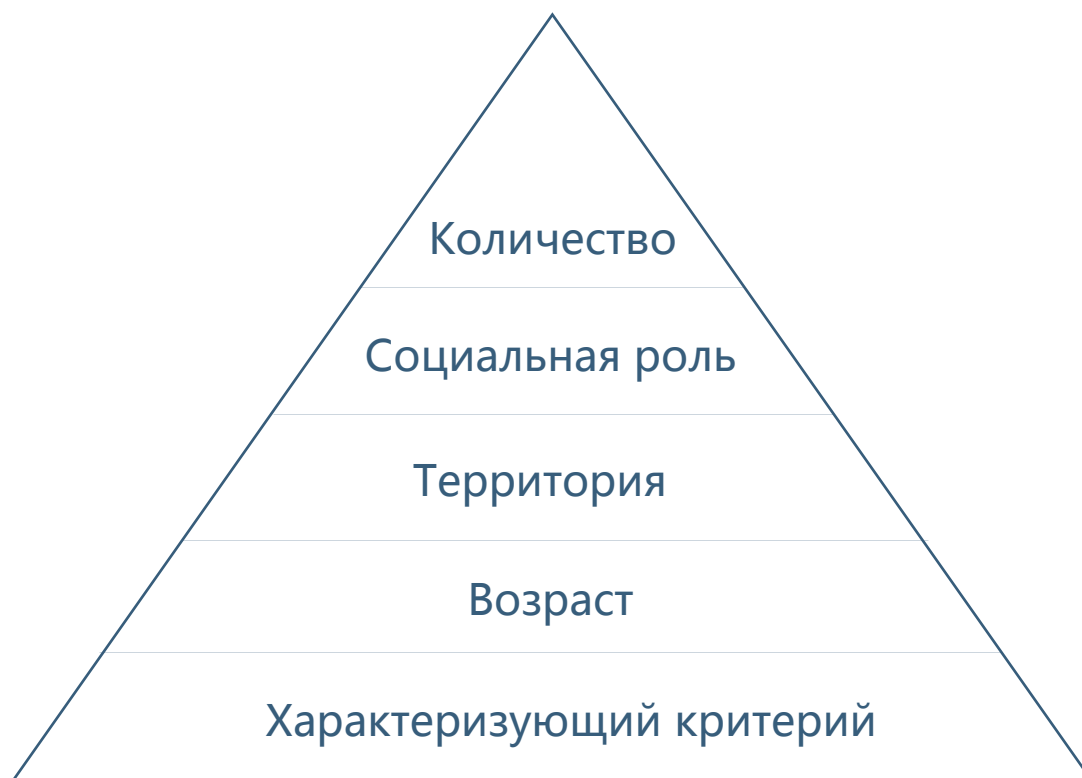 Количество
Социальная роль
Территория
Возраст
Характеризующий критерий